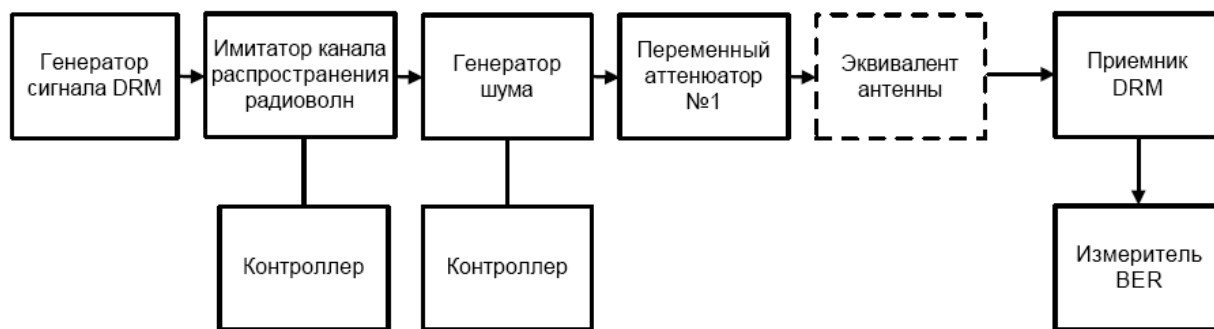 Генератор
сигнала DRM
Имитатор канала
распространения
радиоволн
Генератор
шума
Переменный
аттенюатор
№1
Эквивалент
антенны
Приемник
DRM
Контроллер
Контроллер
Измеритель
BER